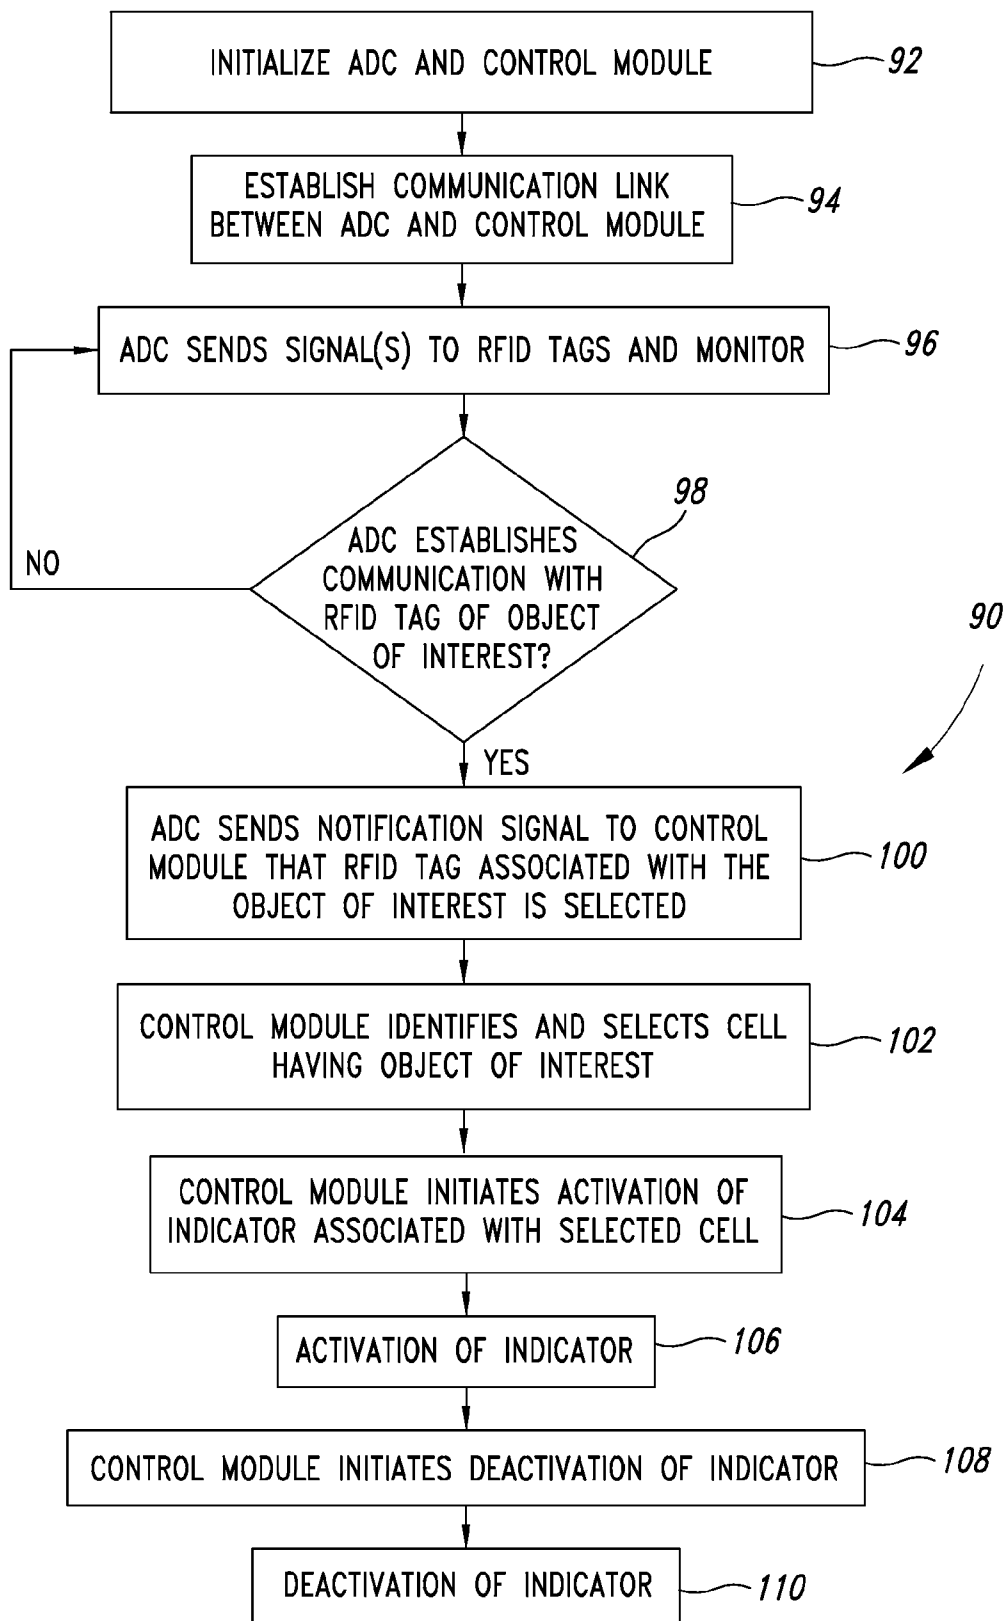 INITIALIZE ADC AND CONTROL MODULE
92
ESTABLISH COMMUNICATION LINK
BETWEEN ADC AND CONTROL MODULE
94
ADC SENDS SIGNAL(S) TO RFID TAGS AND MONITOR
96
98
ADC ESTABLISHES
COMMUNICATION WITH
RFID TAG OF OBJECT
OF INTEREST?
NO
90
YES
ADC SENDS NOTIFICATION SIGNAL TO CONTROL
MODULE THAT RFID TAG ASSOCIATED WITH THE
OBJECT OF INTEREST IS SELECTED
100
CONTROL MODULE IDENTIFIES AND SELECTS CELL
HAVING OBJECT OF INTEREST
102
CONTROL MODULE INITIATES ACTIVATION OF
INDICATOR ASSOCIATED WITH SELECTED CELL
104
ACTIVATION OF INDICATOR
106
CONTROL MODULE INITIATES DEACTIVATION OF INDICATOR
108
DEACTIVATION OF INDICATOR
110